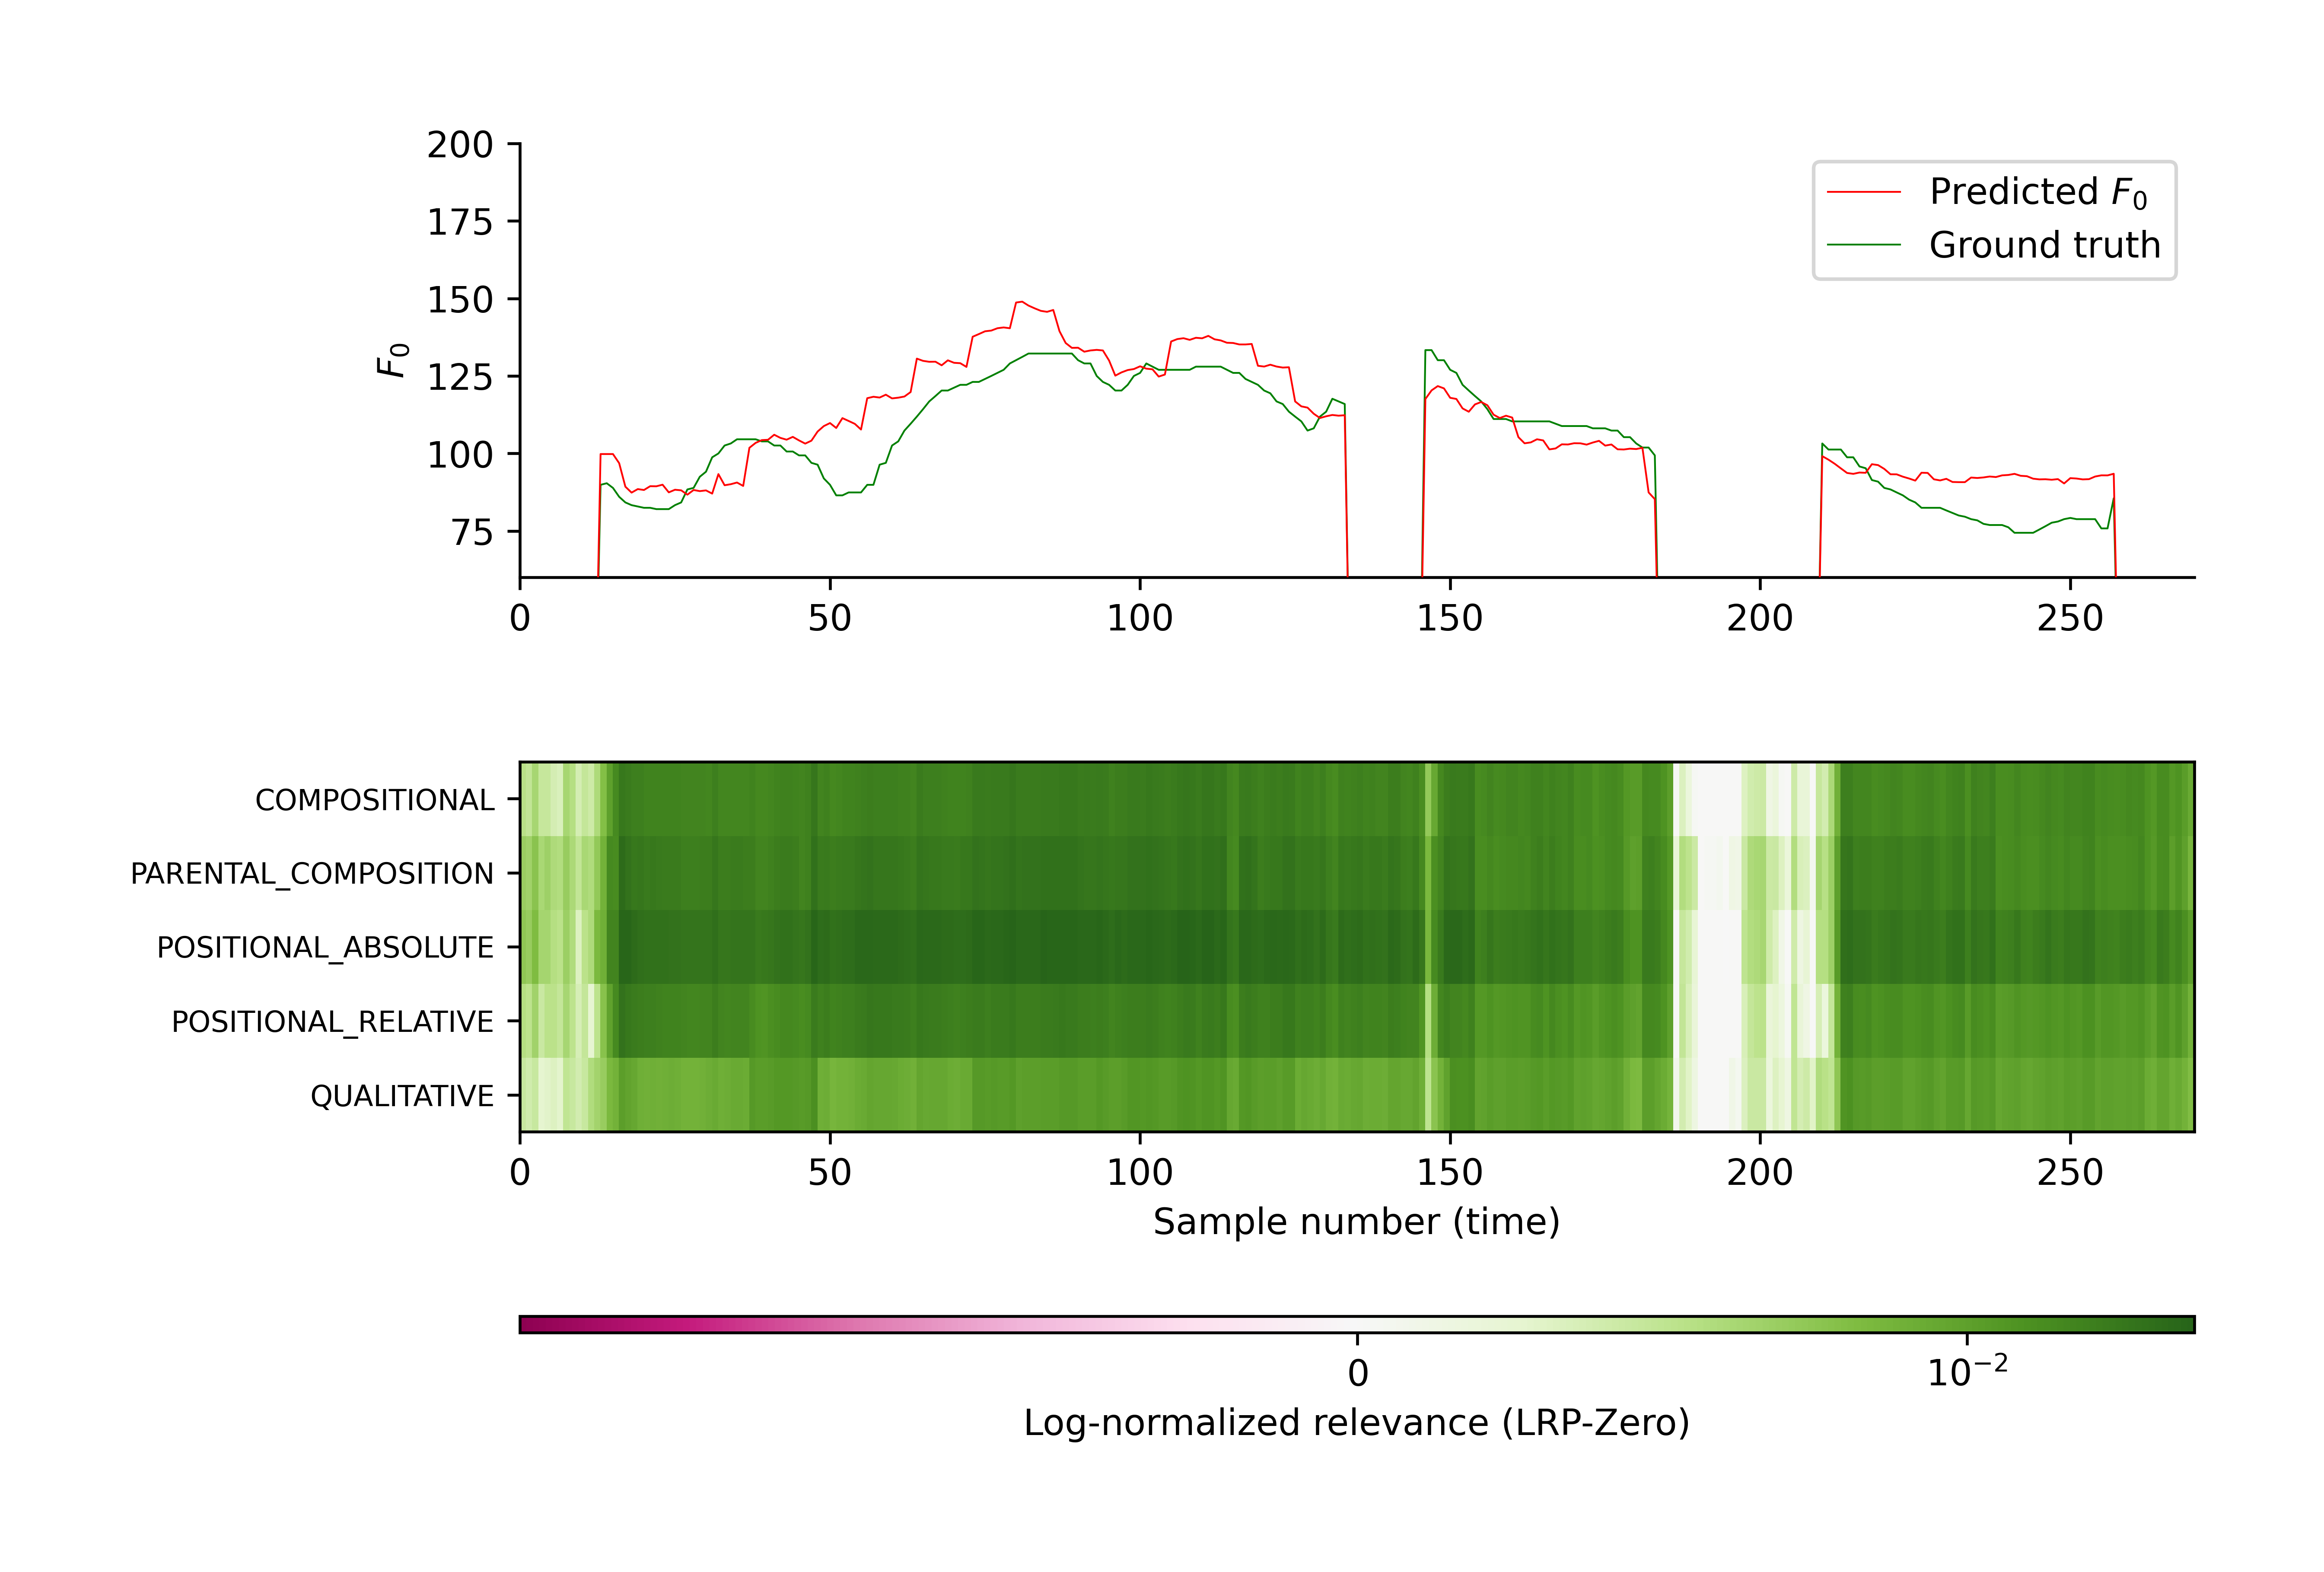 200
175
150
125
100
75
F0
Predicted F0
Ground truth
0 50 100 150 200 250
COMPOSITIONAL
PARENTAL_COMPOSITION
POSITIONAL_ABSOLUTE
POSITIONAL_RELATIVE
QUALITATIVE
0 50 100 150 200 250
Sample number (time)
0 10−2
Log-normalized relevance (LRP-Zero)